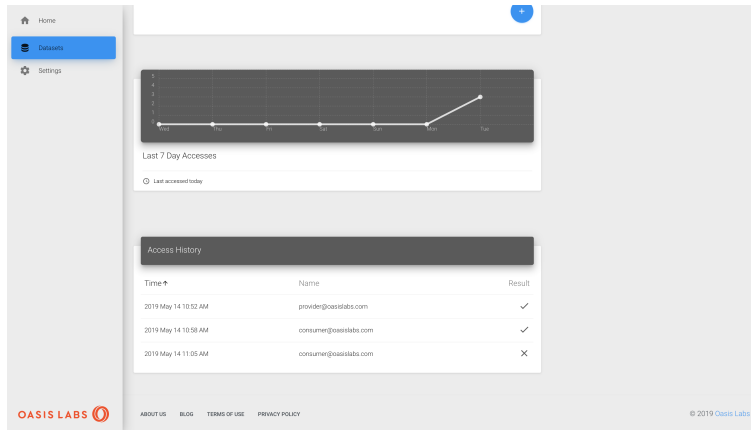 Home
Datasets
Settings
+
5
4
3
2
1
0
Wed Thu Fri Sat Sun Mon Tue
Last 7 Day Accesses
Last accessed today
Access History
Time Name Result
2019 May 14 10:52 AM provider@oasislabs.com
2019 May 14 10:58 AM consumer@oasislabs.com
2019 May 14 11:05 AM consumer@oasislabs.com
OASIS LABS
ABOUT US BLOG TERMS OF USE PRIVACY POLICY
© 2019 Oasis Labs